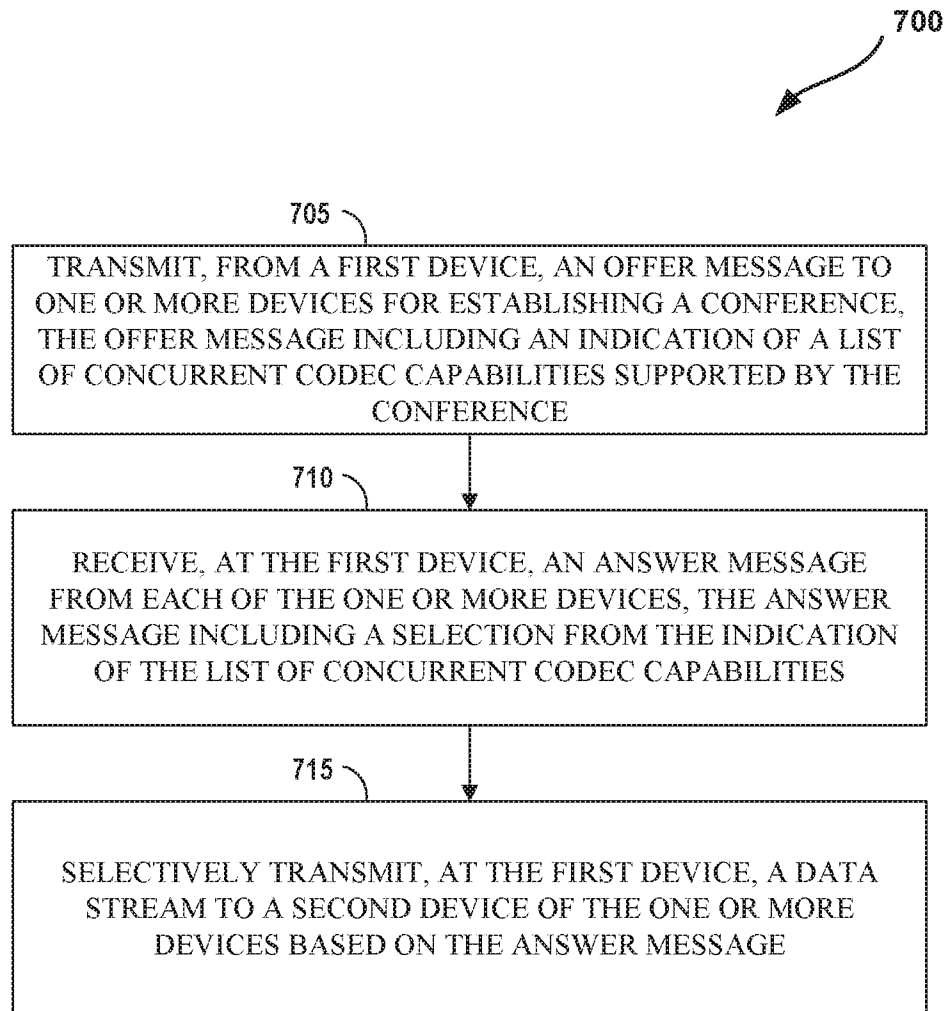 700
705
TRANSMIT, FROM A FIRST DEVICE, AN OFFER MESSAGE TO
ONE OR MORE DEVICES FOR ESTABLISHING A CONFERENCE,
THE OFFER MESSAGE INCLUDING AN INDICATION OF A LIST
OF CONCURRENT CODEC CAPABILITIES SUPPORTED BY THE
CONFERENCE
710
RECEIVE, AT THE FIRST DEVICE, AN ANSWER MESSAGE
FROM EACH OF THE ONE OR MORE DEVICES, THE ANSWER
MESSAGE INCLUDING A SELECTION FROM THE INDICATION
OF THE LIST OF CONCURRENT CODEC CAPABILITIES
715
SELECTIVELY TRANSMIT, AT THE FIRST DEVICE, A DATA
STREAM TO A SECOND DEVICE OF THE ONE OR MORE
DEVICES BASED ON THE ANSWER MESSAGE